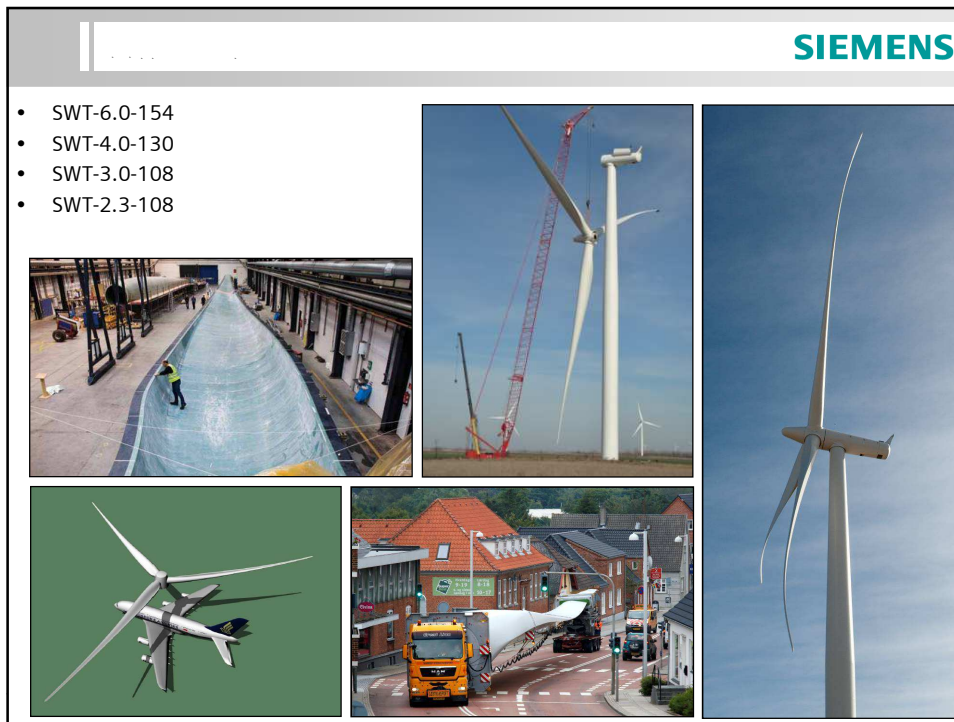 SIEMENS
• SWT-6.0-154
• SWT-4.0-130
• SWT-3.0-108
• SWT-2.3-108